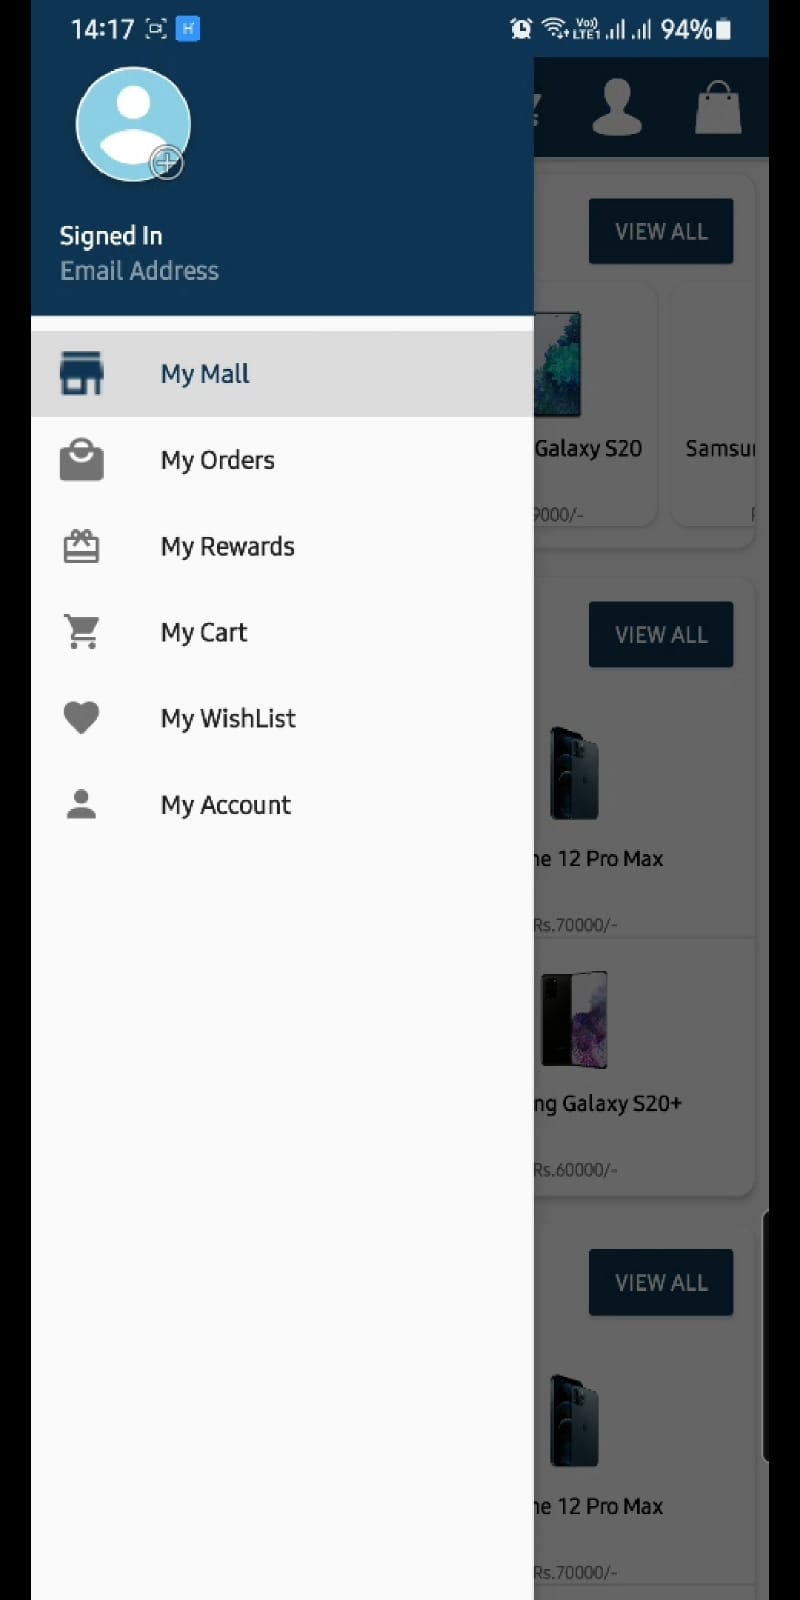 14:17 H Vo)) LTE1 94%
Signed In
Email Address
My Mall
My Orders
My Rewards
My Cart
My WishList
My Account
VIEW ALL
Galaxy S20
Samsu
9000/-
VIEW ALL
ne 12 Pro Max
Rs.70000/-
ng Galaxy S20+
Rs.60000/-
VIEW ALL
ne 12 Pro Max
Rs.70000/-